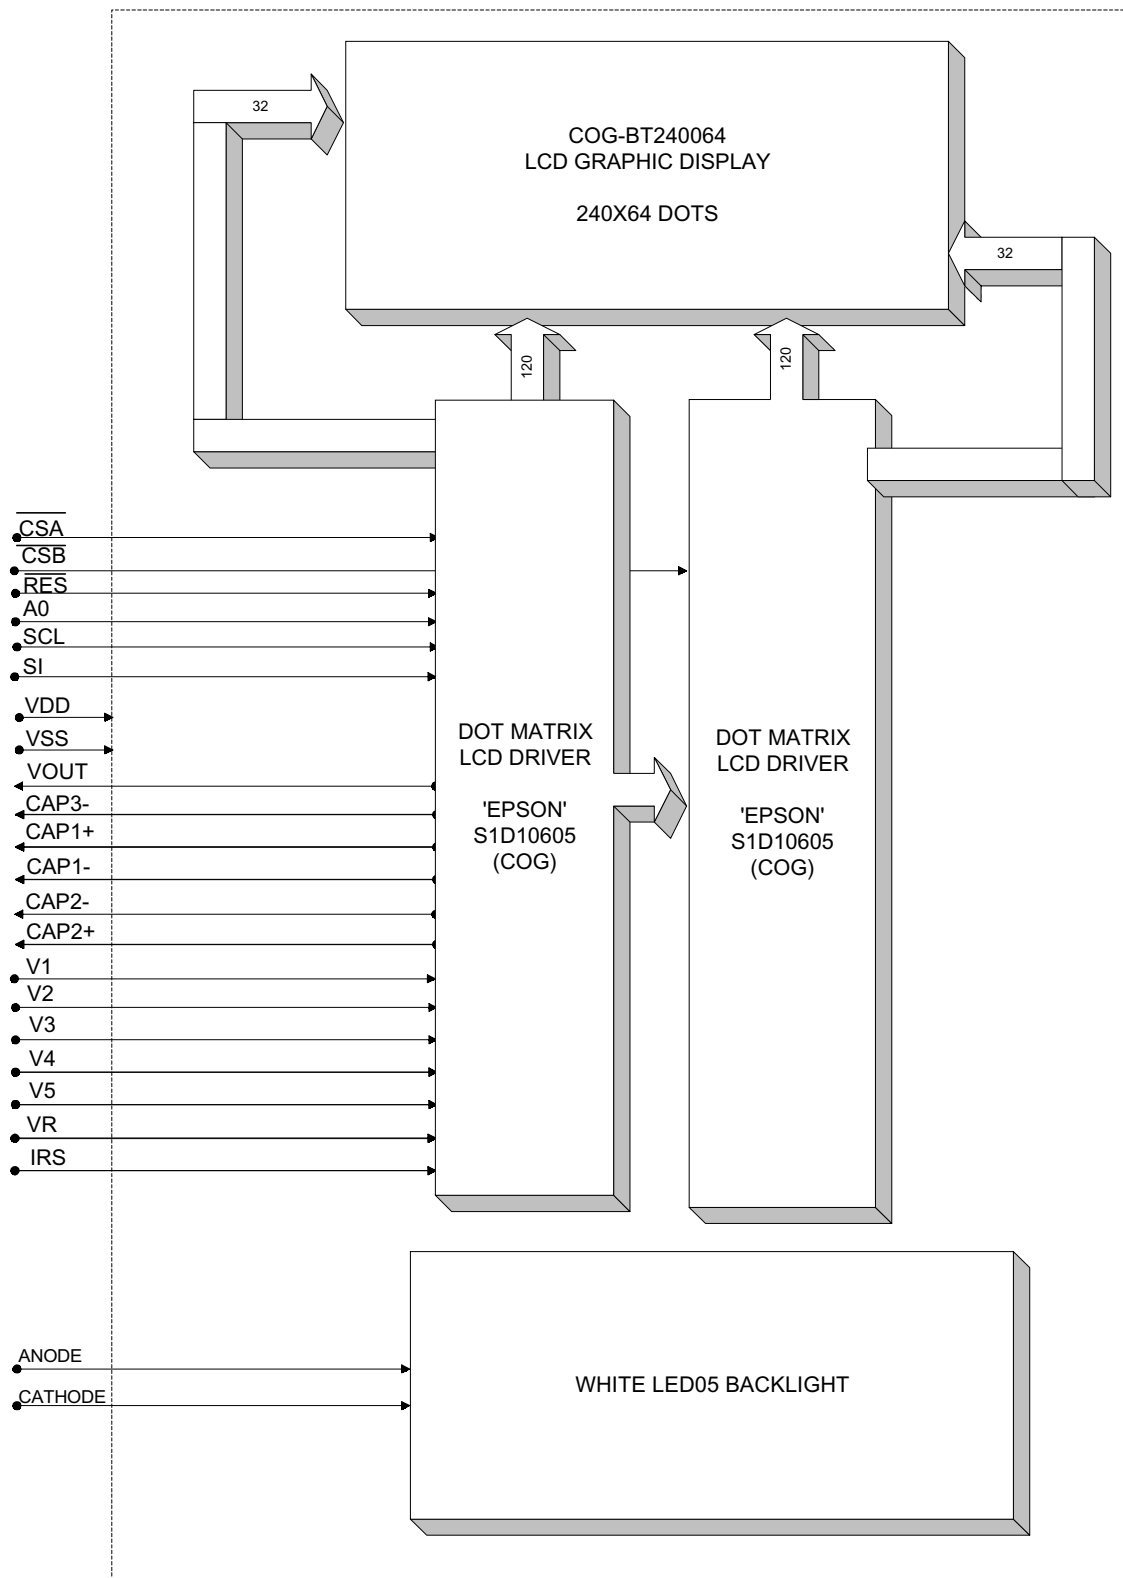 32
COG-BT240064
LCD GRAPHIC DISPLAY
240X64 DOTS
32
120
120
CSA
CSB
RES
A0
SCL
SI
VDD
VSS
VOUT
CAP3-
CAP1+
CAP1-
CAP2-
CAP2+
V1
V2
V3
V4
V5
VR
IRS
DOT MATRIX
LCD DRIVER
'EPSON'
S1D10605
(COG)
DOT MATRIX
LCD DRIVER
'EPSON'
S1D10605
(COG)
ANODE
CATHODE
WHITE LED05 BACKLIGHT